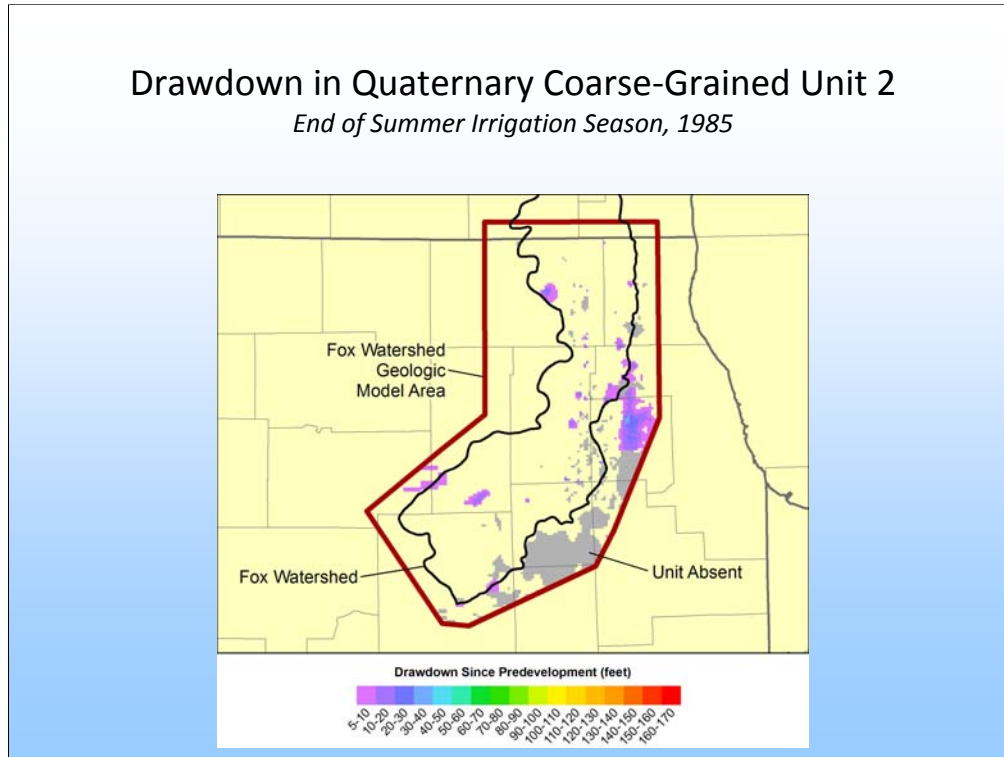 Drawdown in Quaternary Coarse-Grained Unit 2
End of Summer Irrigation Season, 1985
Fox Watershed
Geologic
Model Area
Fox Watershed
Unit Absent
Drawdown Since Predevelopment (feet)
5-10
10-20
20-30
30-40
40-50
50-60
60-70
70-80
80-90
90-100
100-110
110-120
120-130
130-140
140-150
150-160
160-170